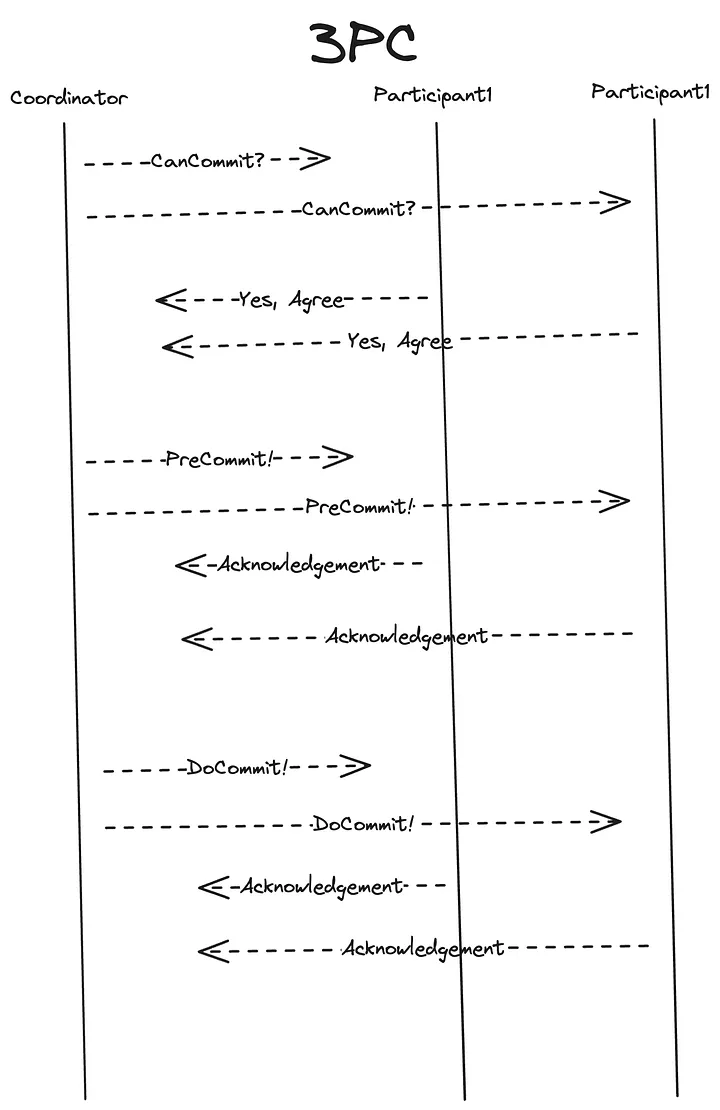 3PC
Coordinator Participant1 Participant1
CanCommit?
CanCommit?
Yes, Agree
Yes, Agree
PreCommit!
PreCommit!
Acknowledgement
Acknowledgement
DoCommit!
DoCommit!
Acknowledgement
Acknowledgement